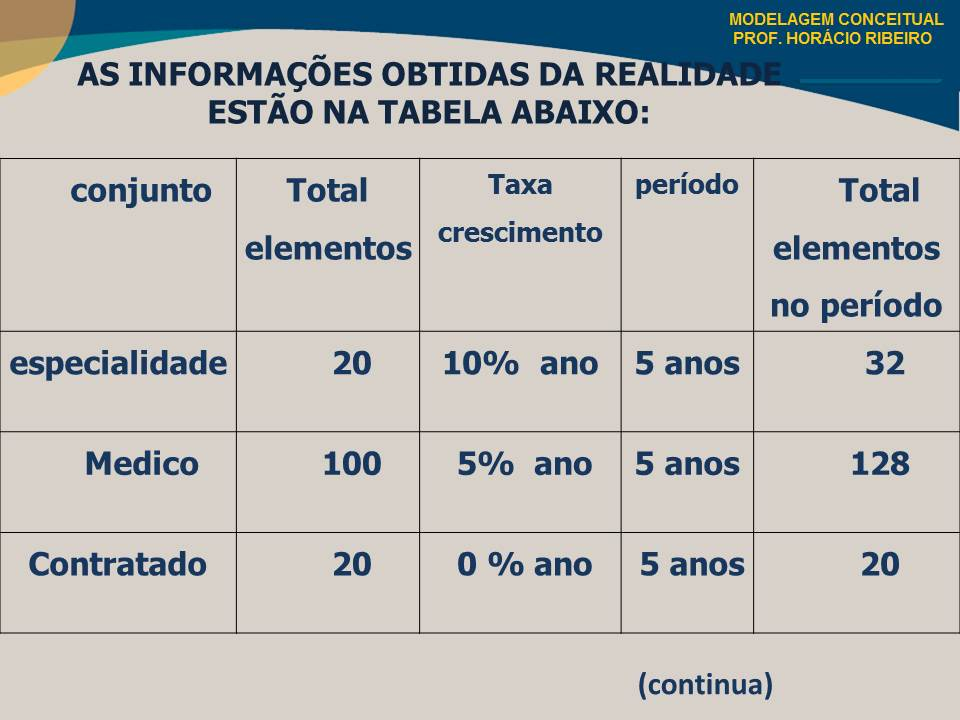 MODELAGEM CONCEITUAL
PROF. HORÁCIO RIBEIRO
AS INFORMAÇÕES OBTIDAS DA REALIDADE
ESTÃO NA TABELA ABAIXO:
conjunto Total elementos Taxa crescimento período Total elementos no período
especialidade 20 10% ano 5 anos 32
Medico 100 5% ano 5 anos 128
Contratado 20 0 % ano 5 anos 20
(continua)